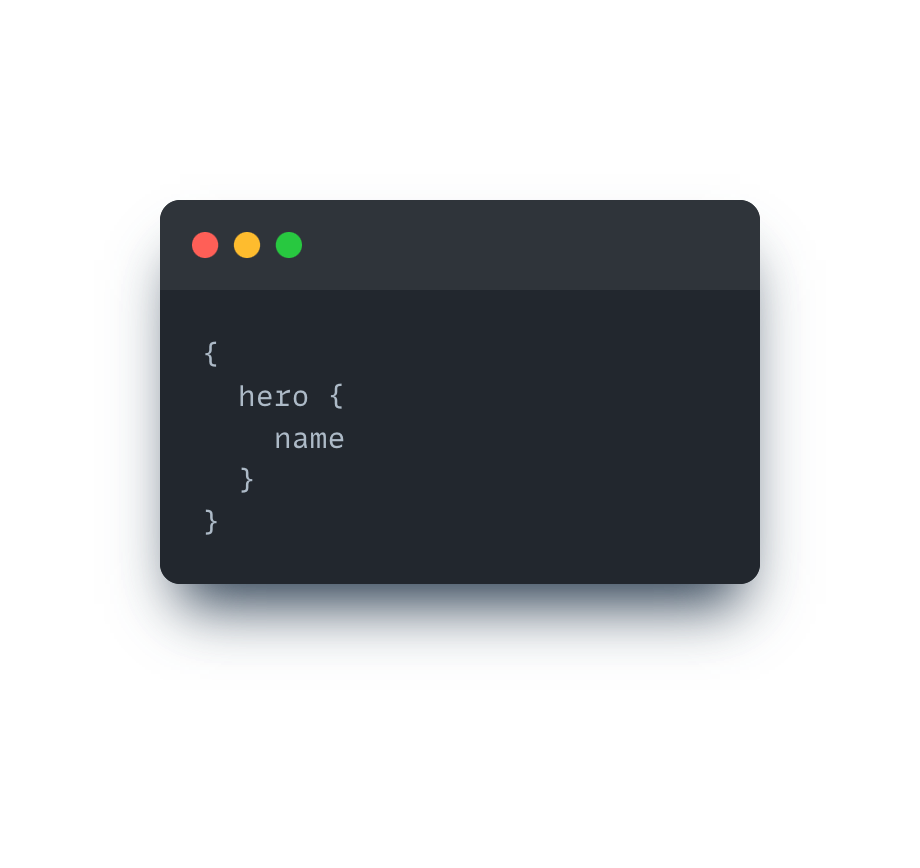 {
  hero {
    name
  }
}